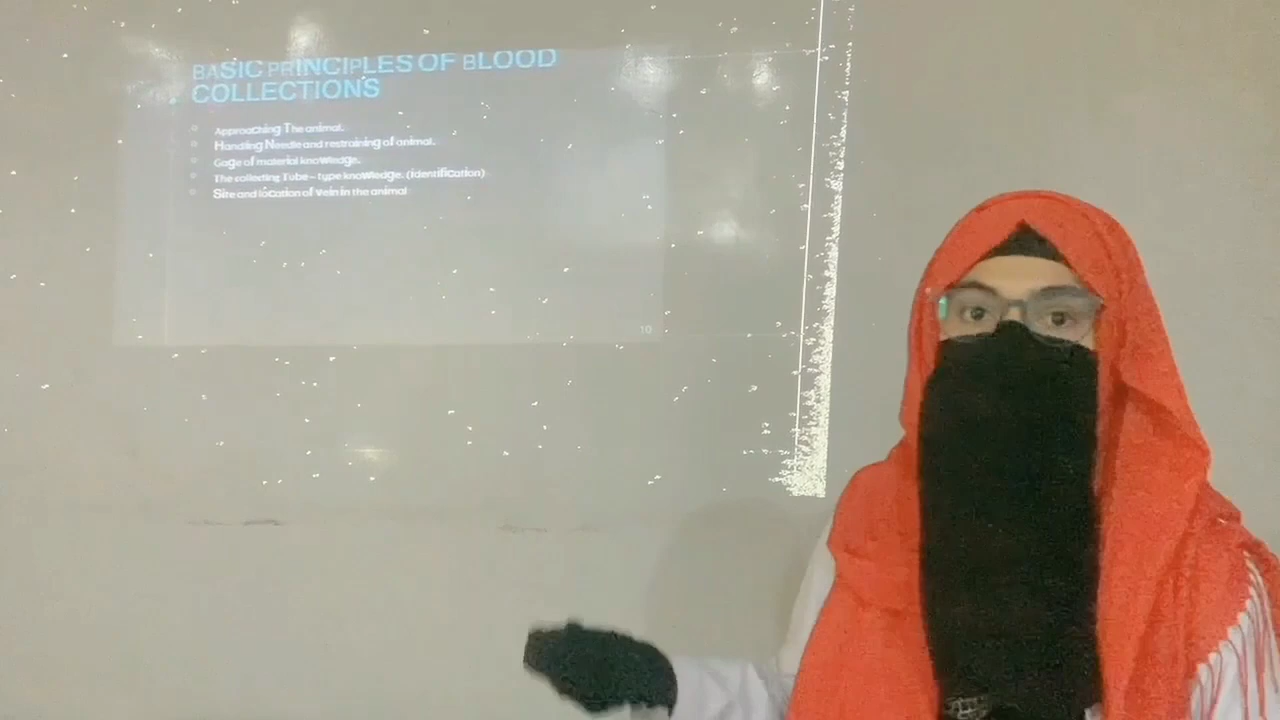 BASIC PRINCIPLES OF BLOOD
COLLECTIONS
Approaching The animal.
Handling Needle and restraining of animal.
Gage of material knowledge.
The collecting Tube – type knowledge. (Identification)
Site and location of Vein in the animal
10